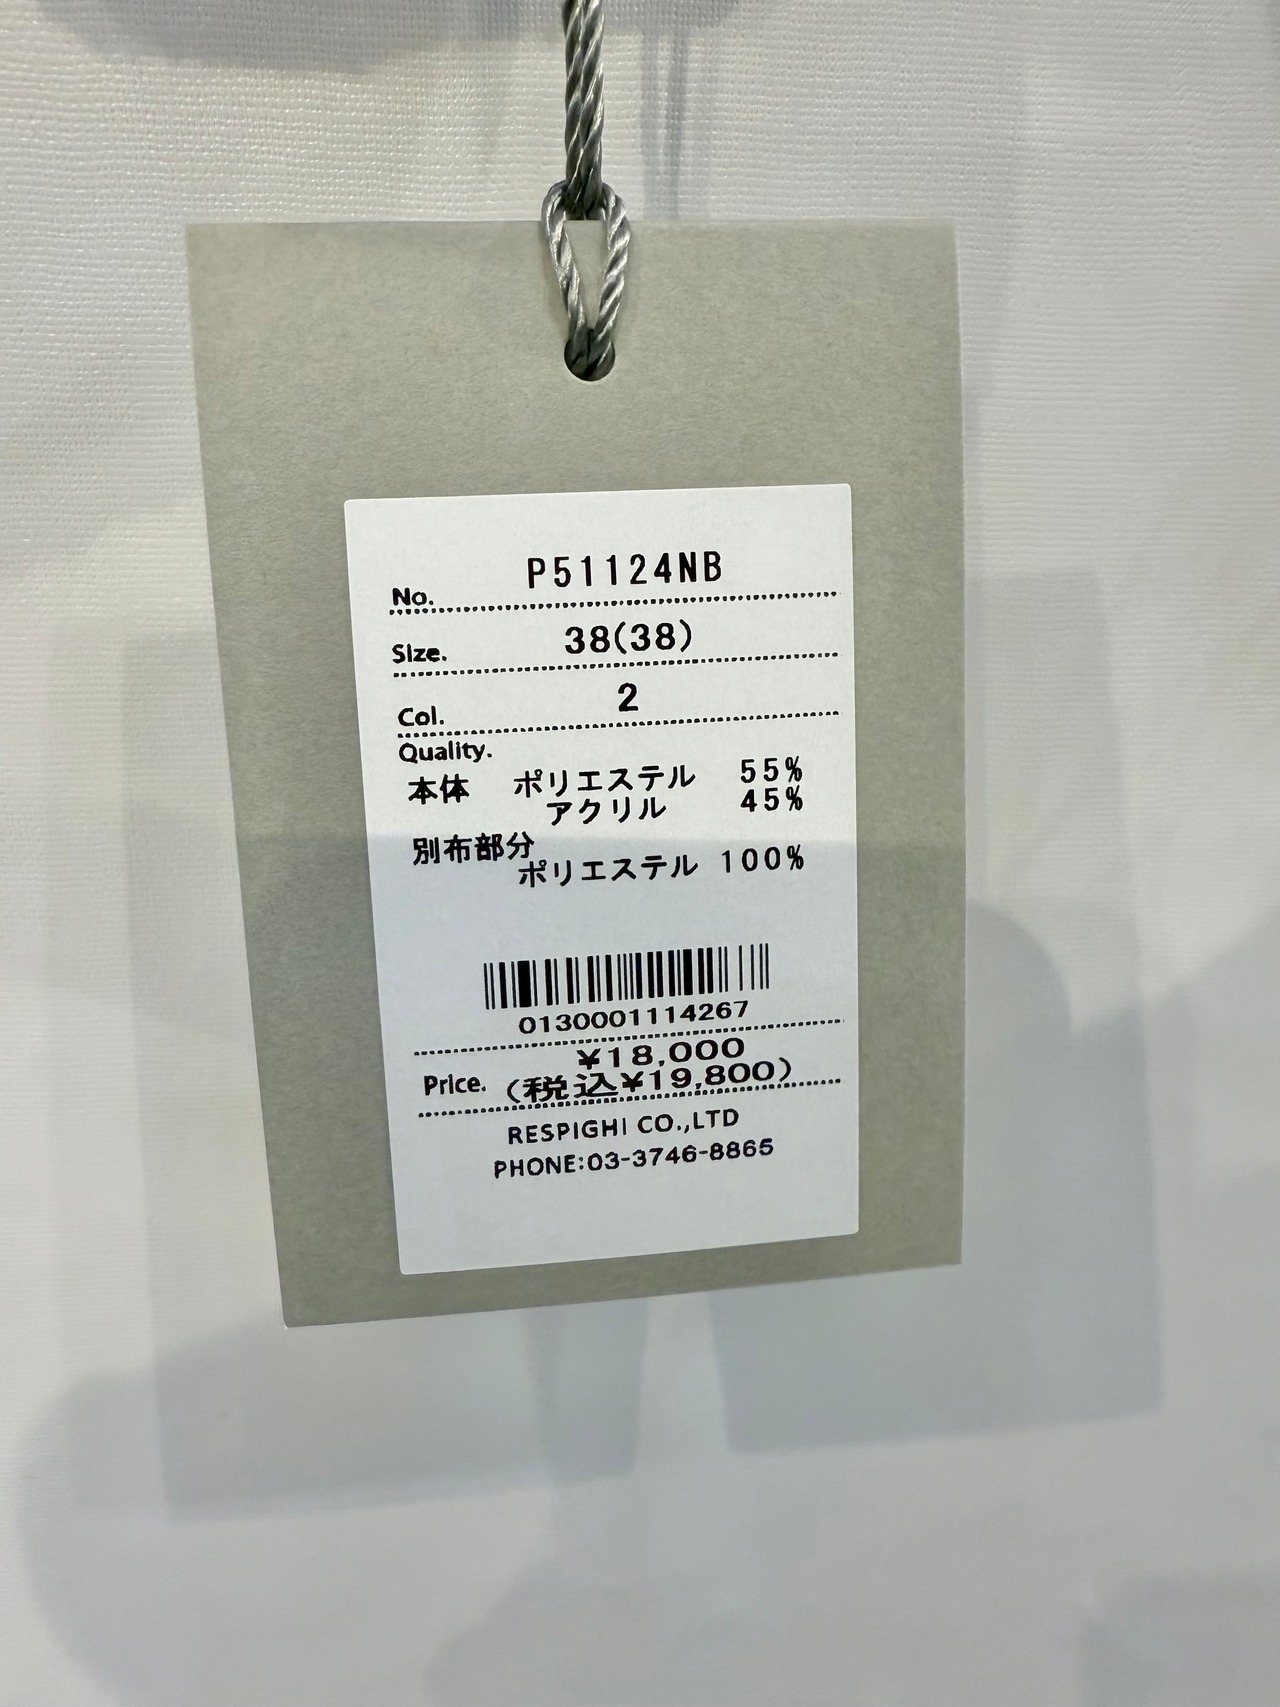 No. P51124NB
Size. 38(38)
Col. 2
Quality.
本体 ポリエステル 55%
アクリル 45%
別布部分
ポリエステル 100%
0130001114267
¥18,000
Price. (税込¥19,800)
RESPIGHI CO.,LTD
PHONE:03-3746-8865